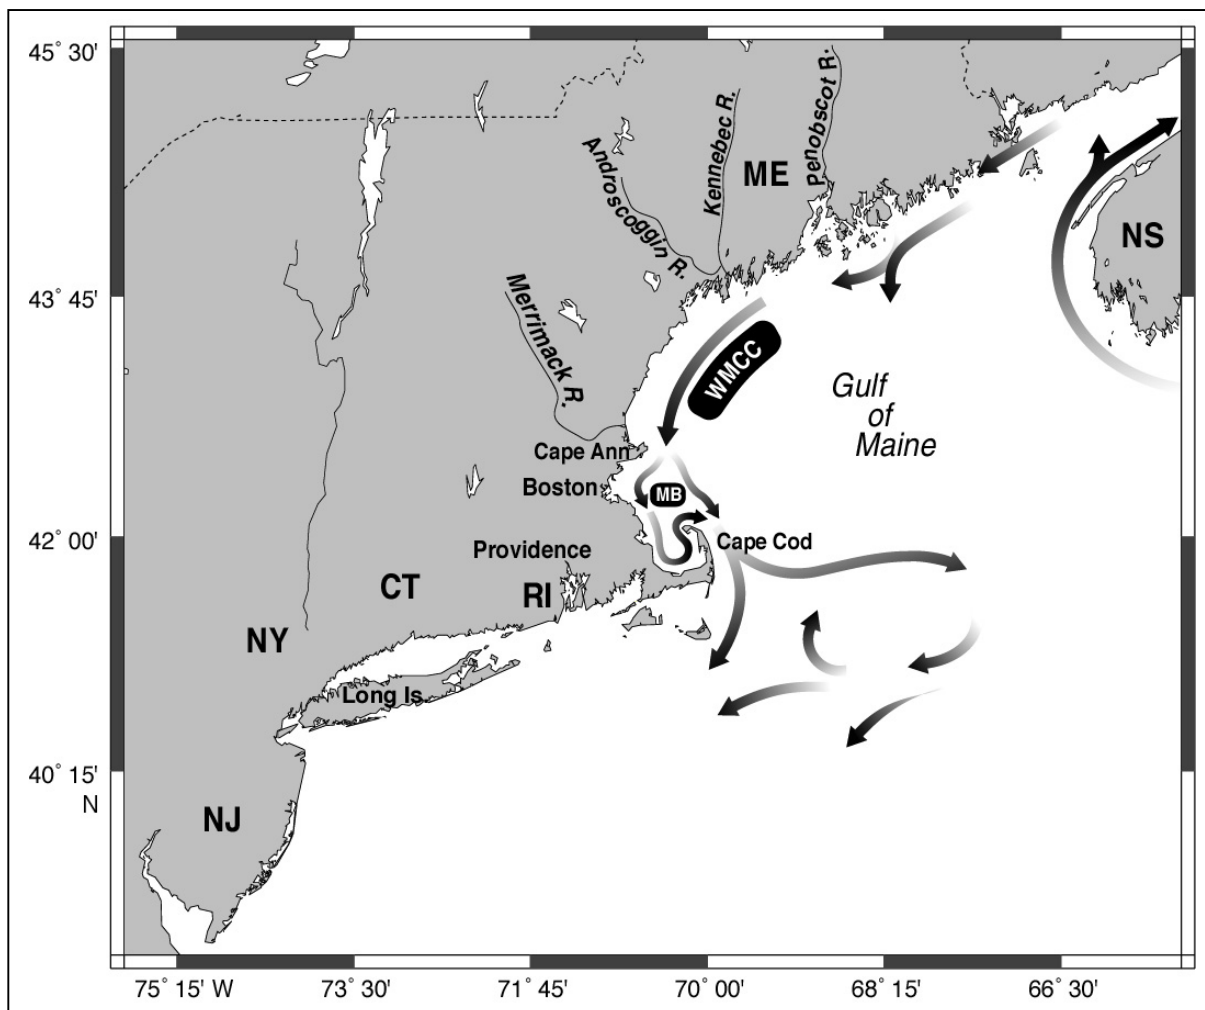 45° 30'
43° 45'
42° 00'
40° 15'
N
Androscoggin R.
Kennebec R.
Penobscot R.
ME
NS
Merrimack R.
WMCC
Gulf
of
Maine
Cape Ann
Boston
MB
Providence
Cape Cod
CT
RI
NY
Long Is.
NJ
75° 15' W
73° 30'
71° 45'
70° 00'
68° 15'
66° 30'